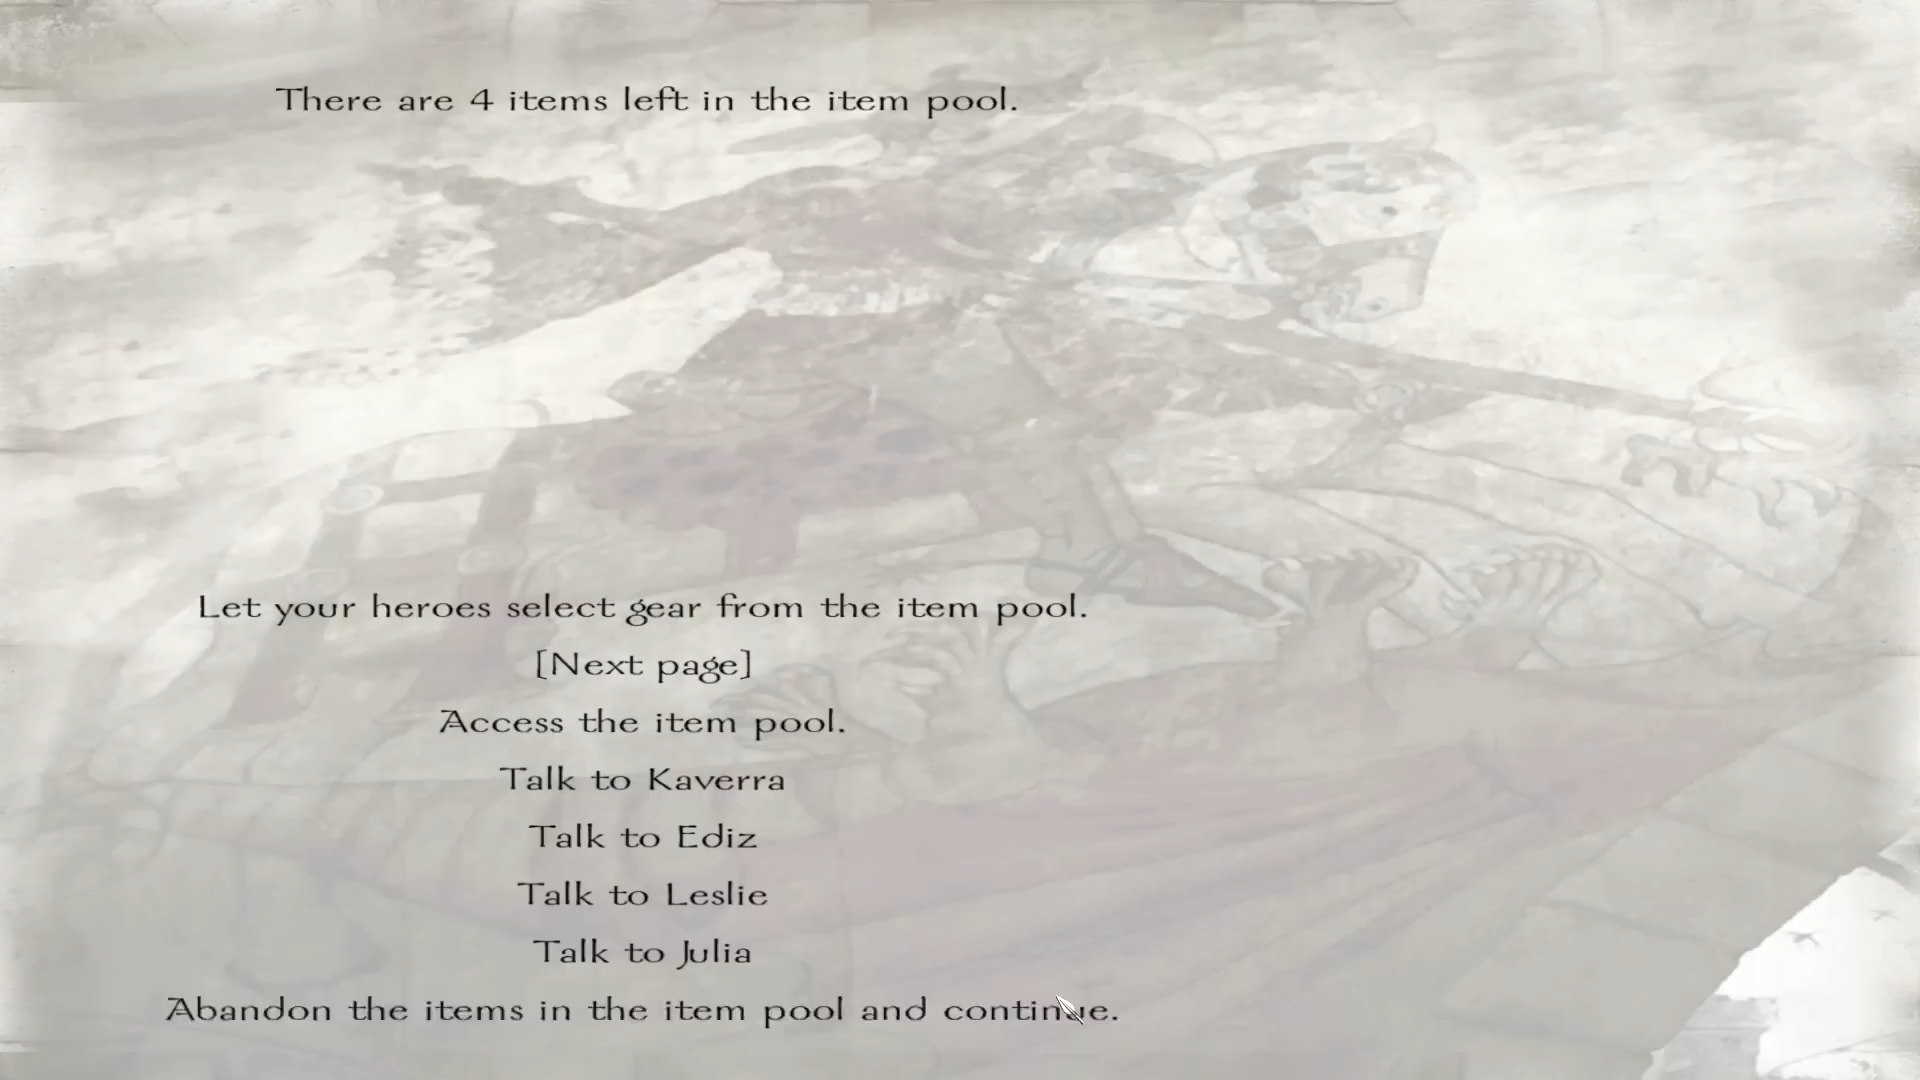 There are 4 items left in the item pool.
Let your heroes select gear from the item pool.
[Next page]
Access the item pool.
Talk to Kaverra
Talk to Ediz
Talk to Leslie
Talk to Julia
Abandon the items in the item pool and continue.